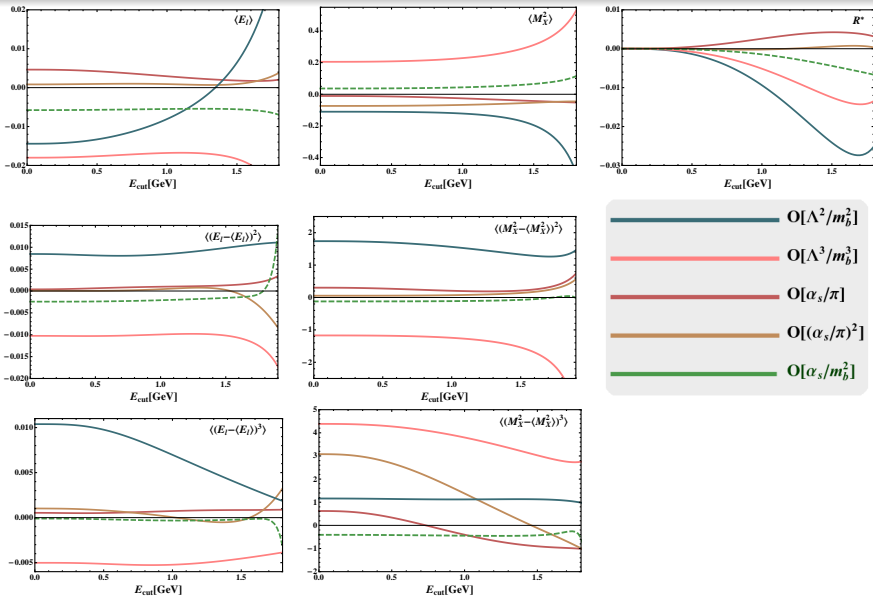 ⟨E_l⟩
0.02
0.01
0.00
−0.01
−0.02
0.0 0.5 1.0 1.5
E_cut[GeV]
⟨M_X^2⟩
0.4
0.2
0.0
−0.2
−0.4
0.0 0.5 1.0 1.5
E_cut[GeV]
R*
0.01
0.00
−0.01
−0.02
−0.03
0.0 0.5 1.0 1.5
E_cut[GeV]
⟨(E_l−⟨E_l⟩)^2⟩
0.015
0.010
0.005
0.000
−0.005
−0.010
−0.015
−0.020
0.0 0.5 1.0 1.5
E_cut[GeV]
⟨(M_X^2−⟨M_X^2⟩)^2⟩
2
1
0
−1
−2
0.0 0.5 1.0 1.5
E_cut[GeV]
O[Λ^2/m_b^2]
O[Λ^3/m_b^3]
O[α_s/π]
O[(α_s/π)^2]
O[α_s/m_b^2]
⟨(E_l−⟨E_l⟩)^3⟩
0.010
0.005
0.000
−0.005
0.0 0.5 1.0 1.5
E_cut[GeV]
⟨(M_X^2−⟨M_X^2⟩)^3⟩
5
4
3
2
1
0
−1
−2
0.0 0.5 1.0 1.5
E_cut[GeV]